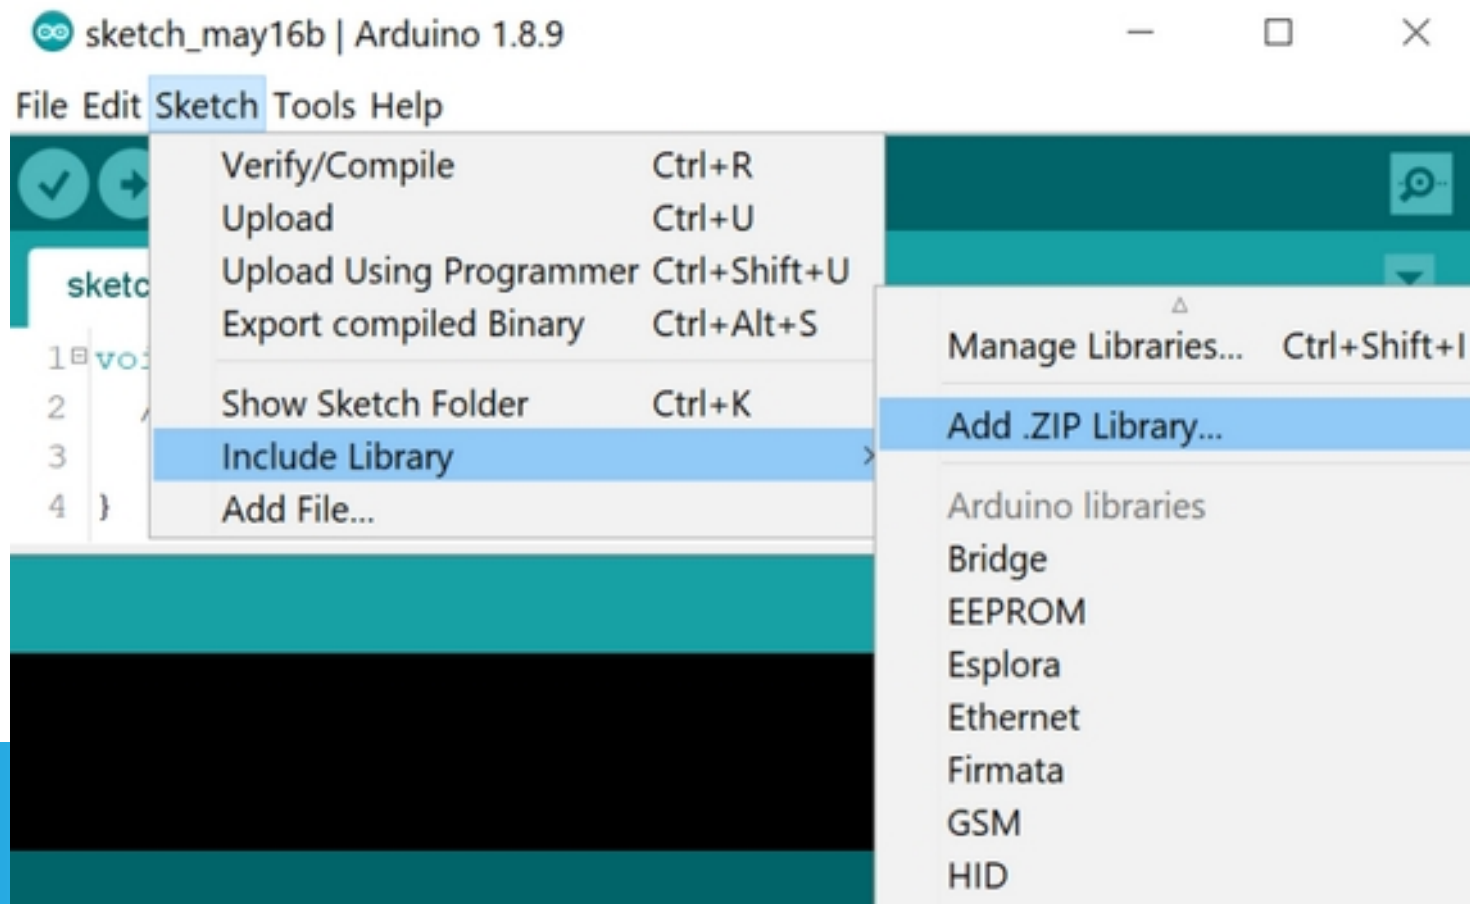 sketch_may16b | Arduino 1.8.9
File Edit Sketch Tools Help
Verify/Compile Ctrl+R
Upload Ctrl+U
Upload Using Programmer Ctrl+Shift+U
Export compiled Binary Ctrl+Alt+S
Show Sketch Folder Ctrl+K
Include Library
Add File...
sketc
1 voi
2 /
3
4 }
Manage Libraries... Ctrl+Shift+I
Add .ZIP Library...
Arduino libraries
Bridge
EEPROM
Esplora
Ethernet
Firmata
GSM
HID